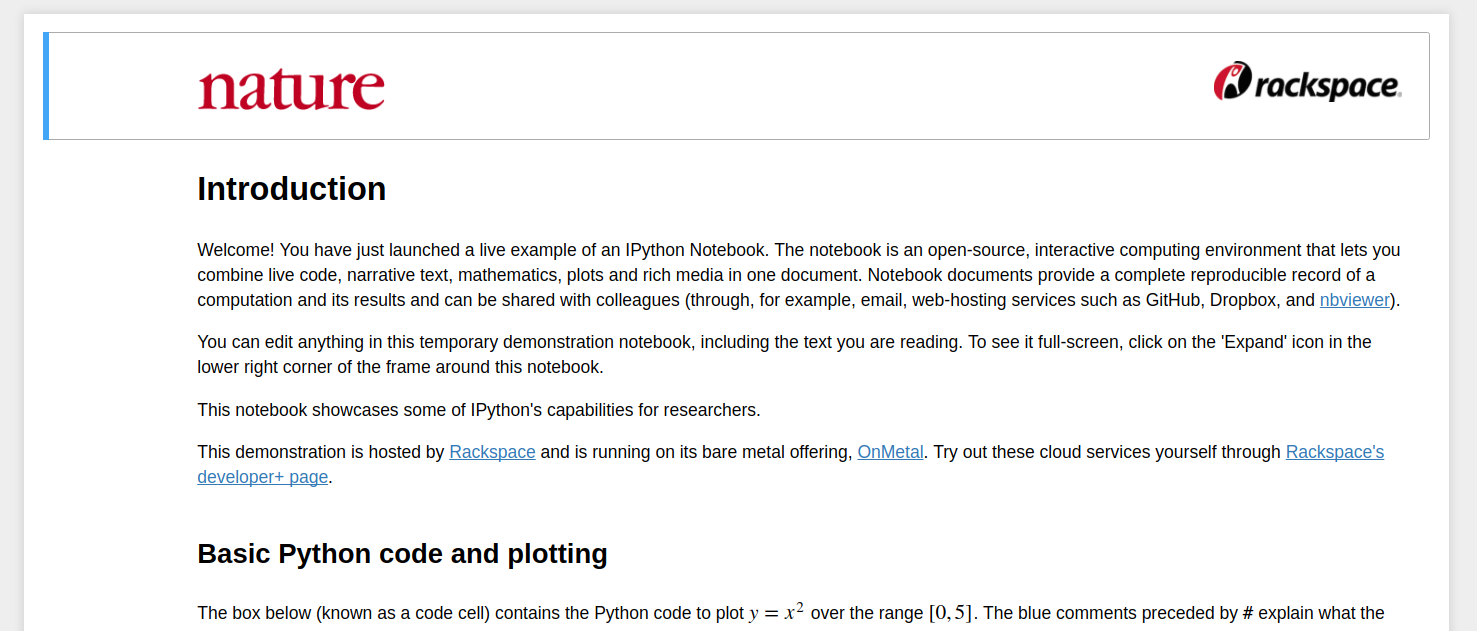 nature
rackspace®
Introduction
Welcome! You have just launched a live example of an IPython Notebook. The notebook is an open-source, interactive computing environment that lets you
combine live code, narrative text, mathematics, plots and rich media in one document. Notebook documents provide a complete reproducible record of a
computation and its results and can be shared with colleagues (through, for example, email, web-hosting services such as GitHub, Dropbox, and nbviewer).
You can edit anything in this temporary demonstration notebook, including the text you are reading. To see it full-screen, click on the 'Expand' icon in the
lower right corner of the frame around this notebook.
This notebook showcases some of IPython's capabilities for researchers.
This demonstration is hosted by Rackspace and is running on its bare metal offering, OnMetal. Try out these cloud services yourself through Rackspace's
developer+ page.
Basic Python code and plotting
The box below (known as a code cell) contains the Python code to plot y = x² over the range [0, 5]. The blue comments preceded by # explain what the